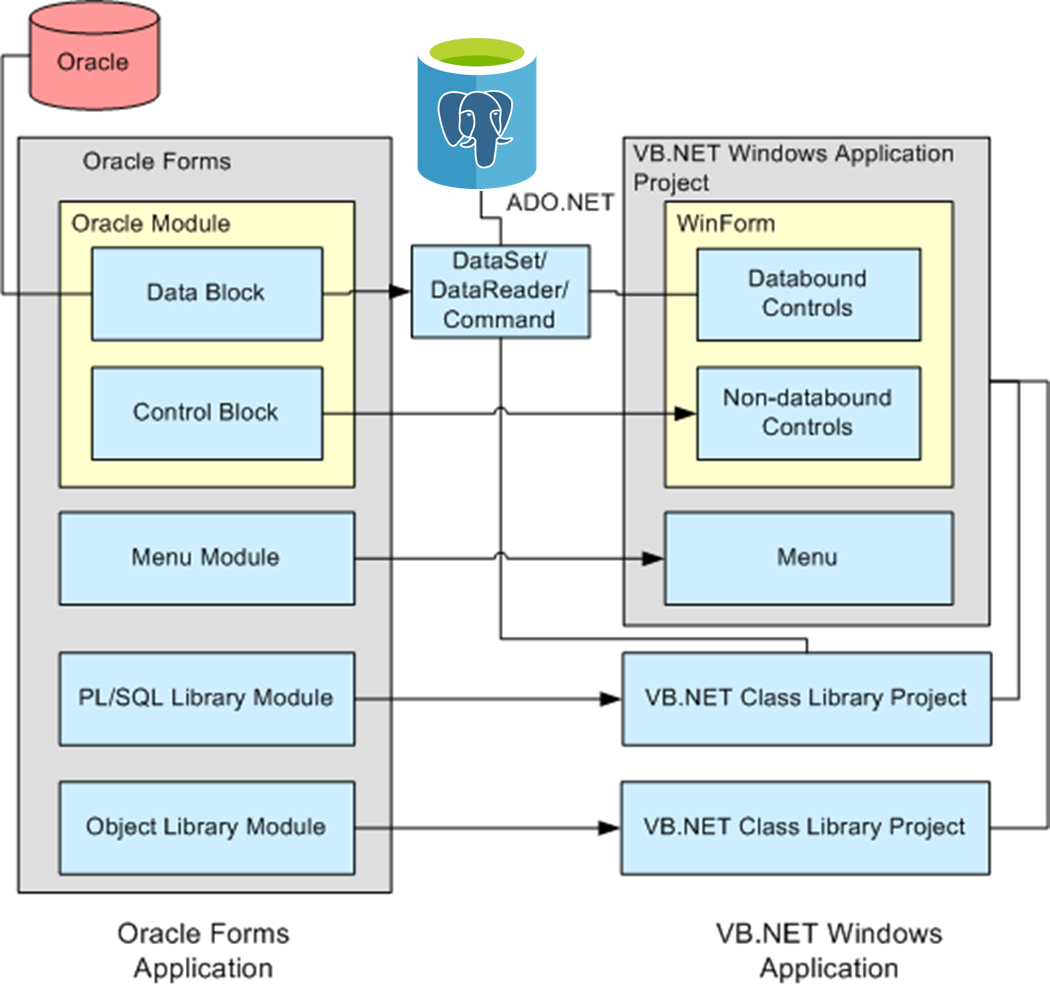 Oracle
Oracle Forms
Oracle Module
Data Block
Control Block
Menu Module
PL/SQL Library Module
Object Library Module
Oracle Forms
Application
ADO.NET
DataSet/
DataReader/
Command
VB.NET Windows Application
Project
WinForm
Databound
Controls
Non-databound
Controls
Menu
VB.NET Class Library Project
VB.NET Class Library Project
VB.NET Windows
Application